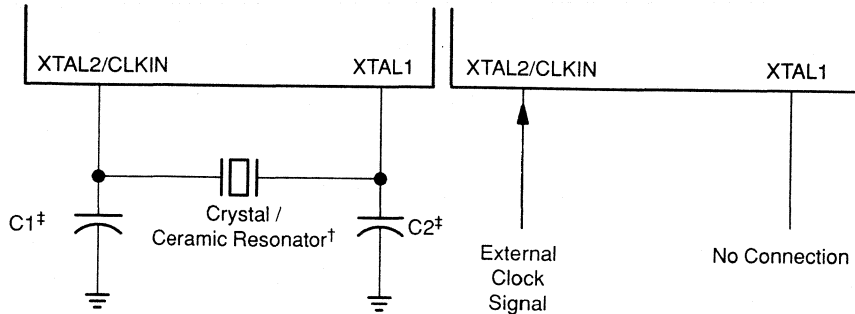 XTAL2/CLKIN
XTAL1
C1‡
Crystal /
Ceramic Resonator†
C2‡
XTAL2/CLKIN
XTAL1
External
Clock
Signal
No Connection